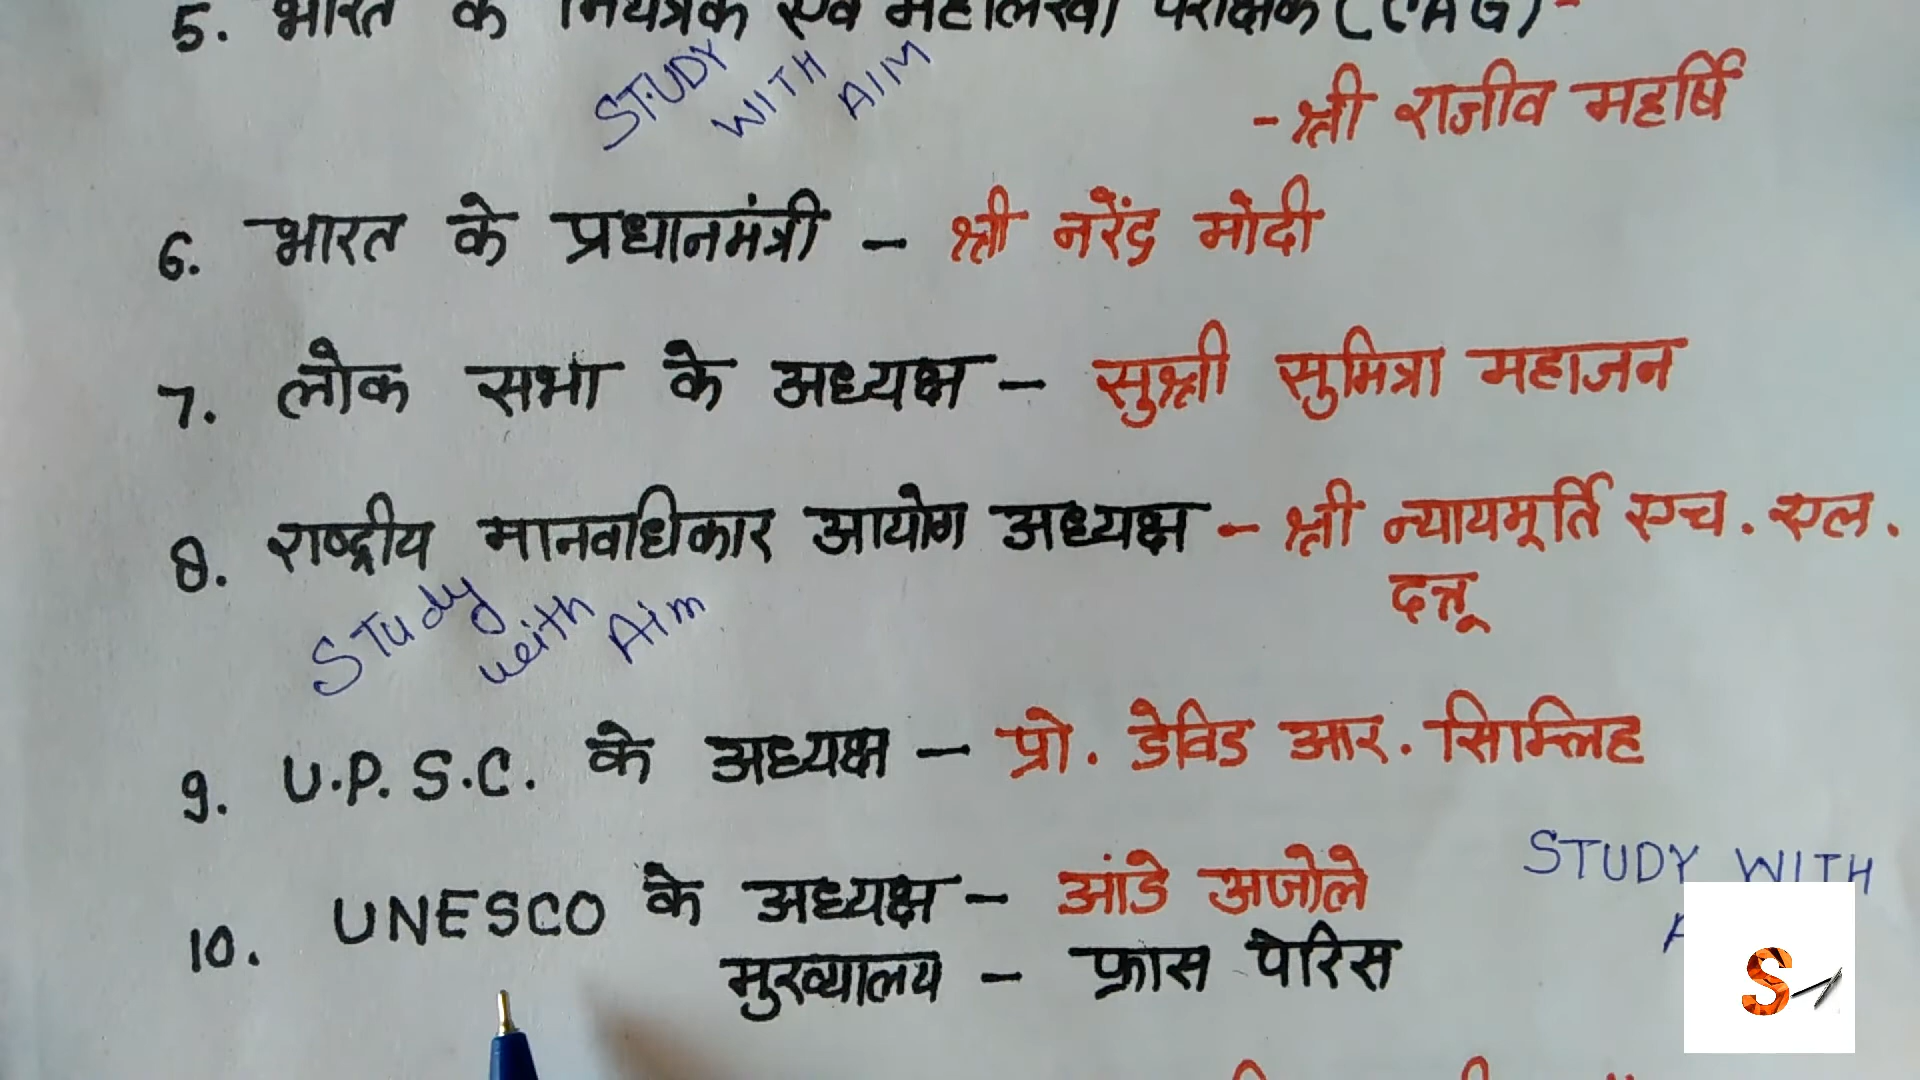 5. भारत के नियंत्रक एवं महालेखा परीक्षक (CAG) -
STUDY WITH AIM
- श्री राजीव महर्षि
6. भारत के प्रधानमंत्री - श्री नरेंद्र मोदी
7. लोक सभा के अध्यक्ष - सुश्री सुमित्रा महाजन
8. राष्ट्रीय मानवधिकार आयोग अध्यक्ष - श्री न्यायमूर्ति एच. एल.
दत्तू
Study with Aim
9. U.P.S.C. के अध्यक्ष - प्रो. डेविड आर. सिम्लिह
STUDY WITH
10. UNESCO के अध्यक्ष - आंडे अजोले
मुख्यालय - फ्रास पेरिस
S